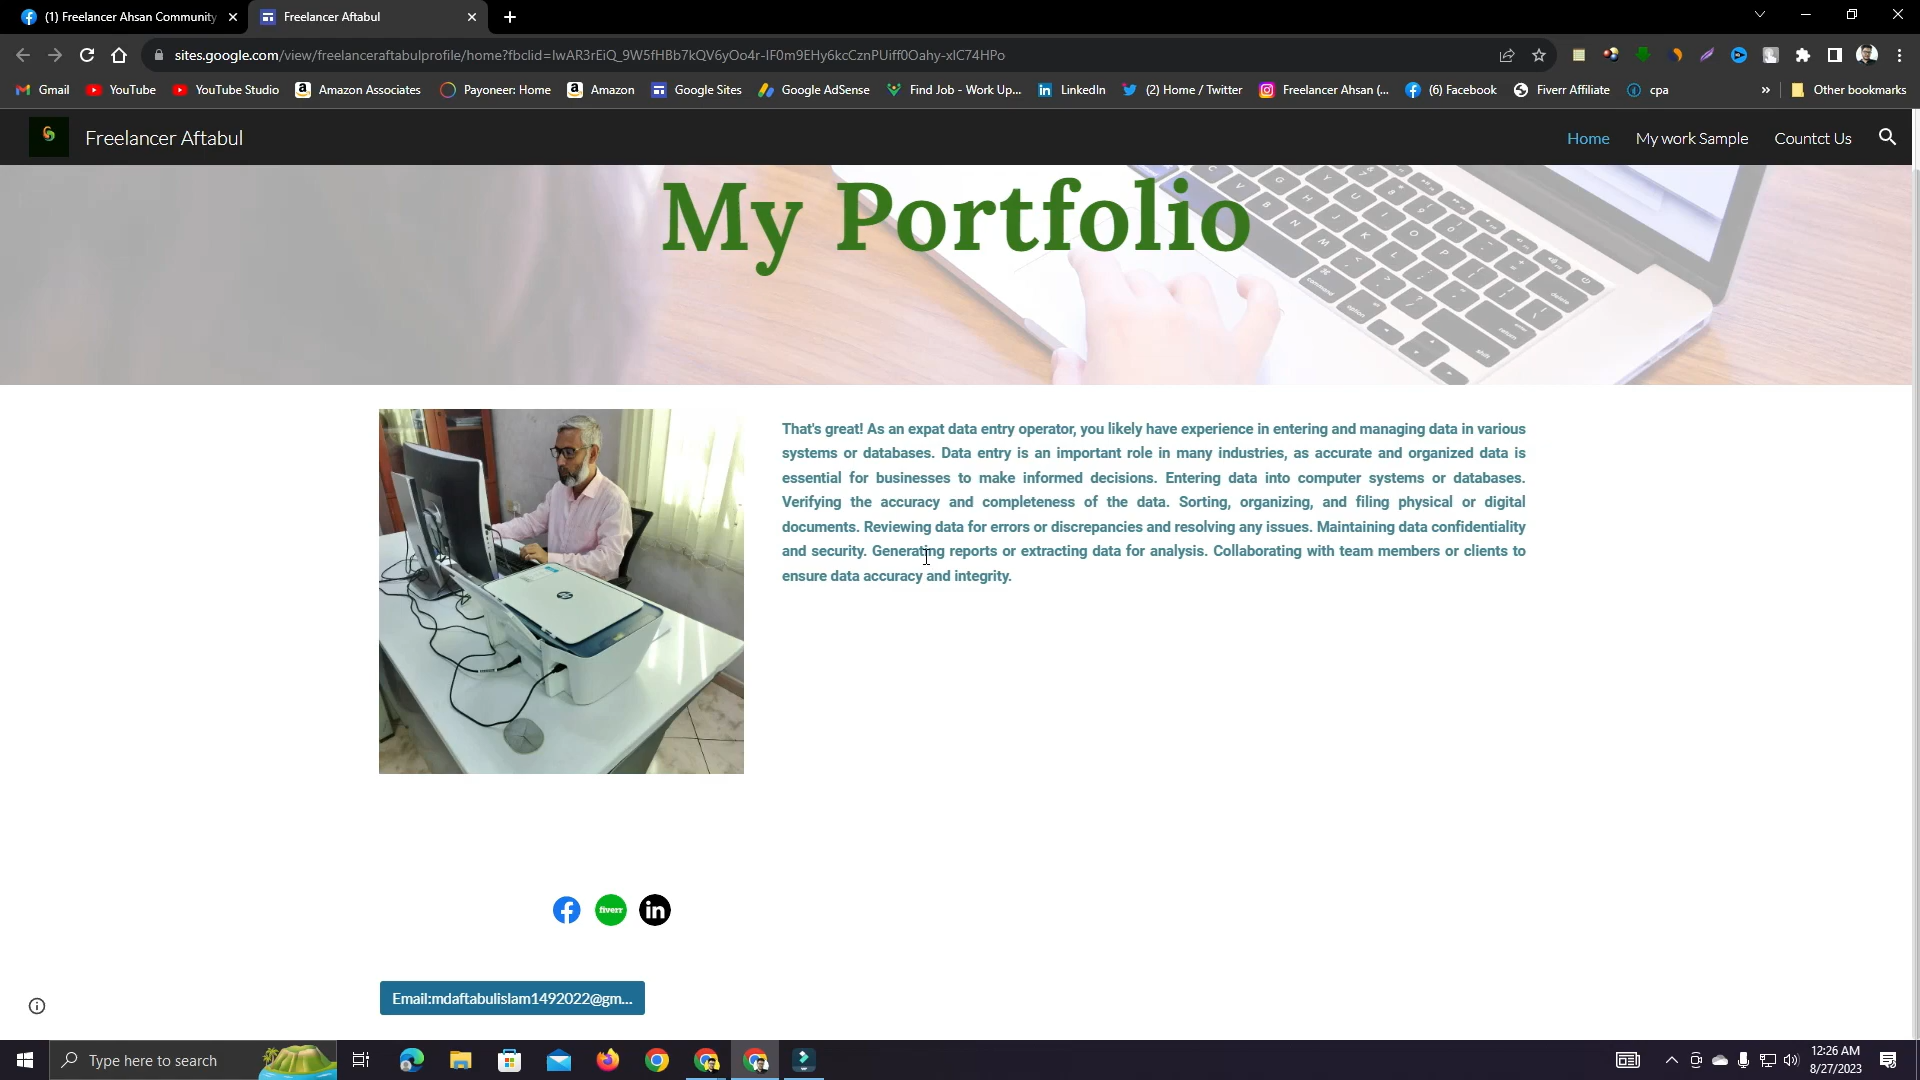 (1) Freelancer Ahsan Community
Freelancer Aftabul
sites.google.com/view/freelanceraftabulprofile/home?fbclid=IwAR3rEiQ_9W5fHBb7kQV6yOo4r-IF0m9EHy6kcCznPUiff0Oahy-xlC74HPo
Gmail
YouTube
YouTube Studio
Amazon Associates
Payoneer: Home
Amazon
Google Sites
Google AdSense
Find Job - Work Up...
LinkedIn
(2) Home / Twitter
Freelancer Ahsan (...
(6) Facebook
Fiverr Affiliate
cpa
»
Other bookmarks
Freelancer Aftabul
Home
My work Sample
Countct Us
My Portfolio
That's great! As an expat data entry operator, you likely have experience in entering and managing data in various
systems or databases. Data entry is an important role in many industries, as accurate and organized data is
essential for businesses to make informed decisions. Entering data into computer systems or databases.
Verifying the accuracy and completeness of the data. Sorting, organizing, and filing physical or digital
documents. Reviewing data for errors or discrepancies and resolving any issues. Maintaining data confidentiality
and security. Generating reports or extracting data for analysis. Collaborating with team members or clients to
ensure data accuracy and integrity.
fiverr
in
Email:mdaftabulislam1492022@gm...
Type here to search
12:26 AM
8/27/2023